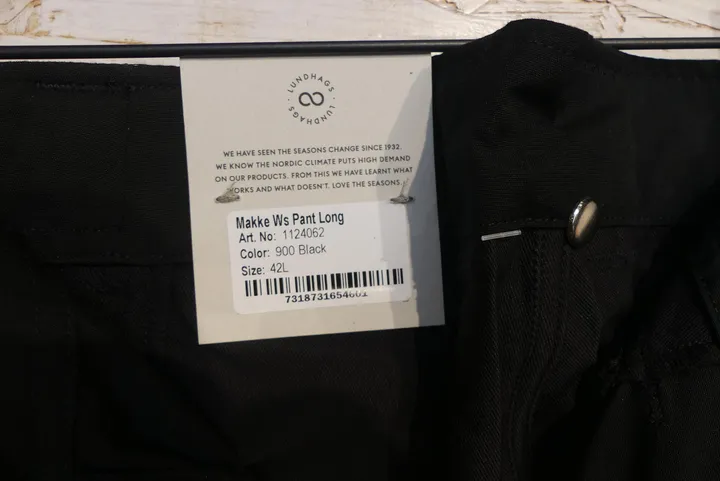 LUNDHAGS · LUNDHAGS ·
WE HAVE SEEN THE SEASONS CHANGE SINCE 1932.
WE KNOW THE NORDIC CLIMATE PUTS HIGH DEMAND
ON OUR PRODUCTS. FROM THIS WE HAVE LEARNT WHAT
WORKS AND WHAT DOESN'T. LOVE THE SEASONS.
Makke Ws Pant Long
Art. No: 1124062
Color: 900 Black
Size: 42L
7318731654601